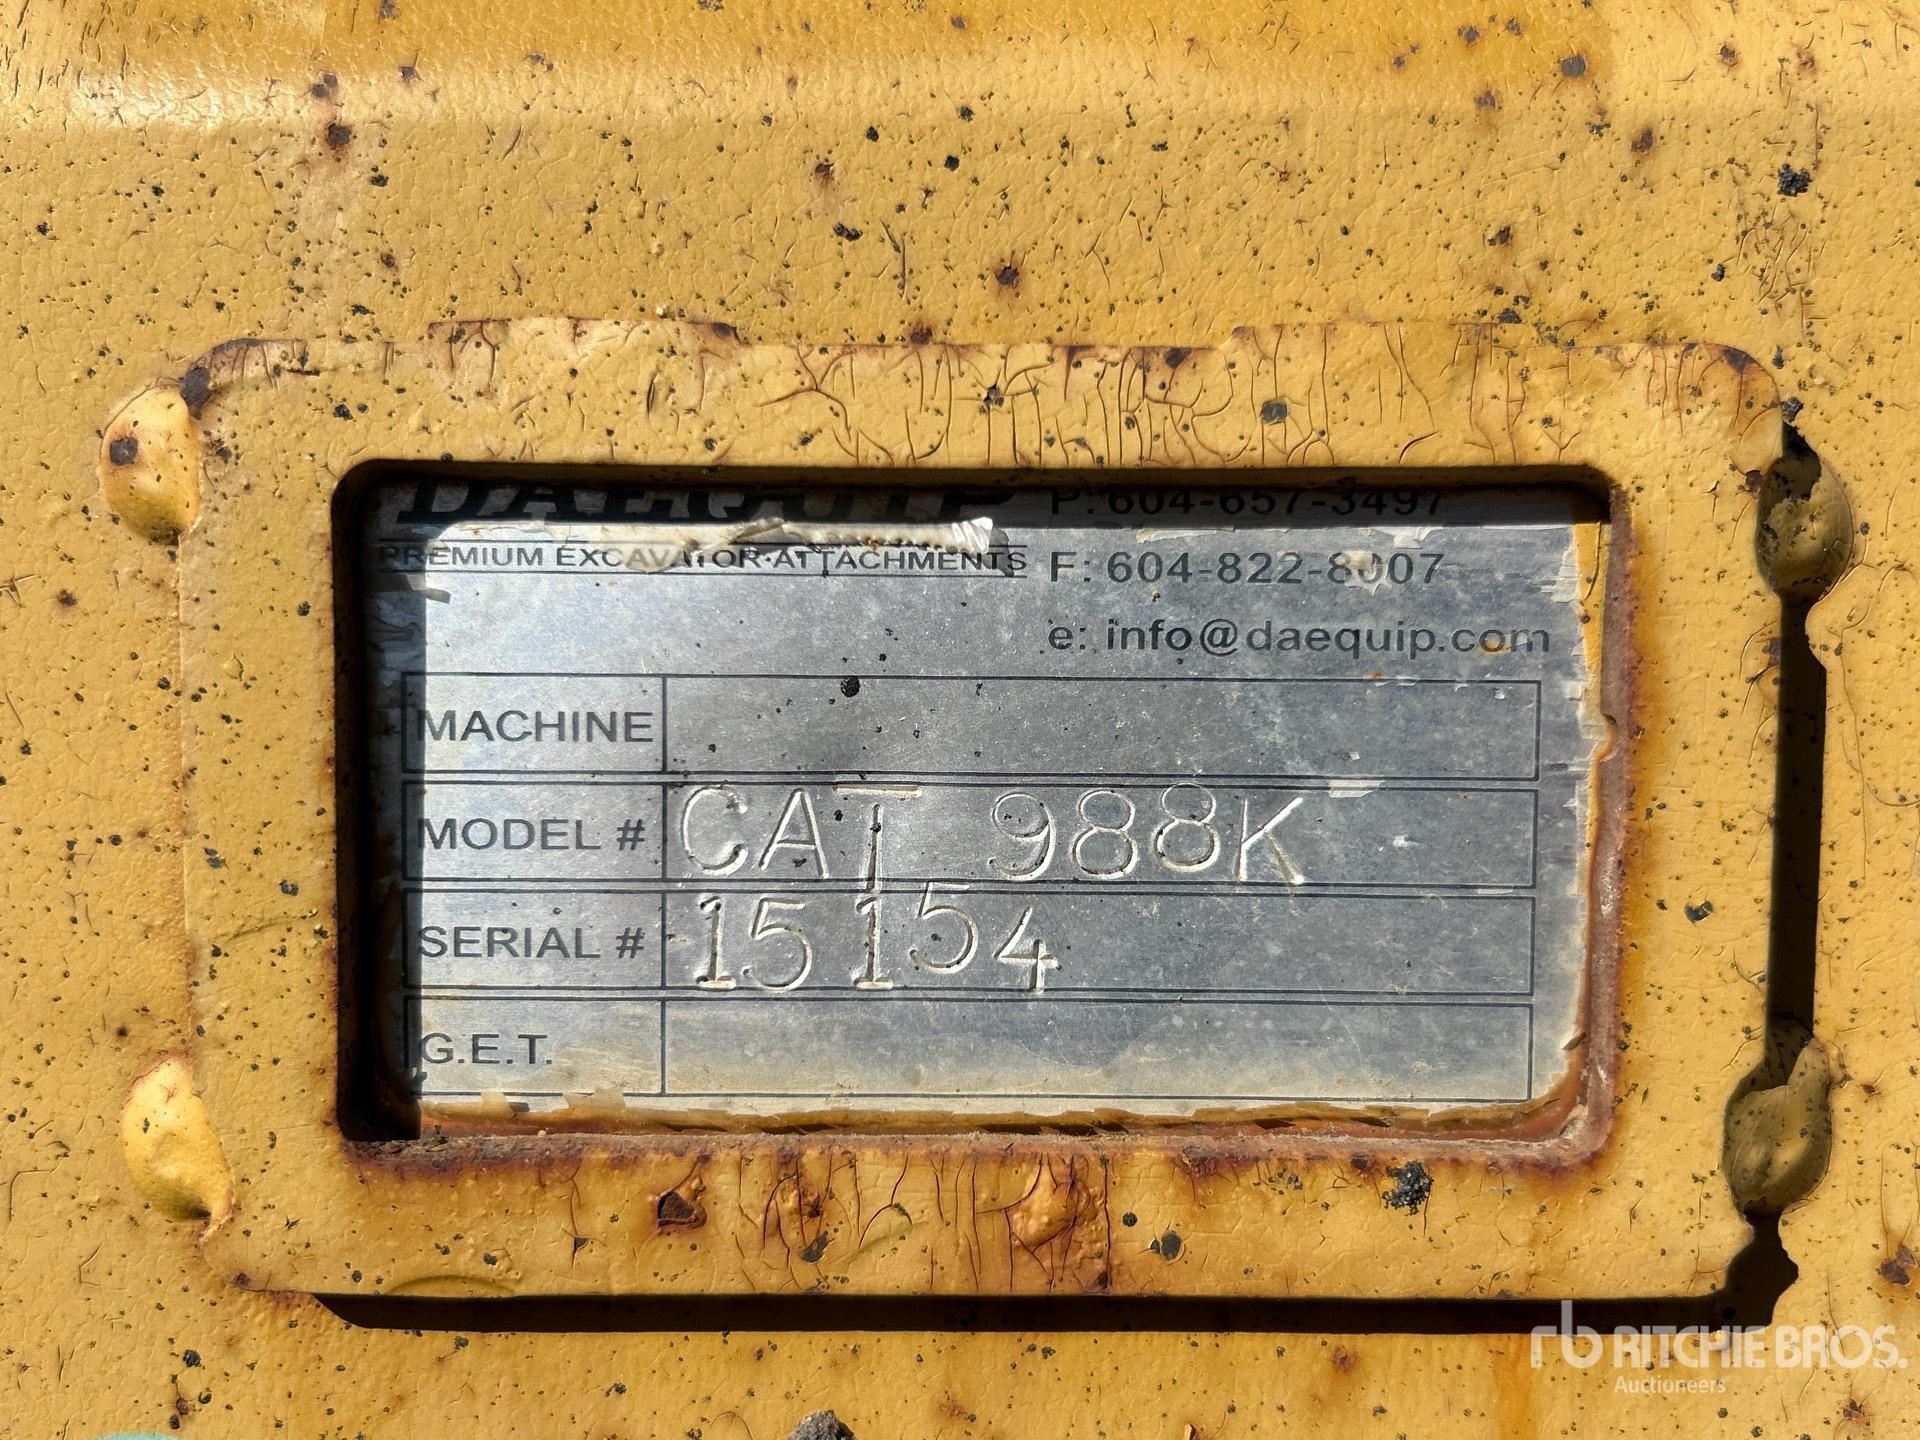 DAEQUIP P: 604-657-3497
PREMIUM EXCAVATOR ATTACHMENTS F: 604-822-8007
e: info@daequip.com
MACHINE
MODEL # CAT 988K
SERIAL # 15154
G.E.T.
rb RITCHIE BROS.
Auctioneers